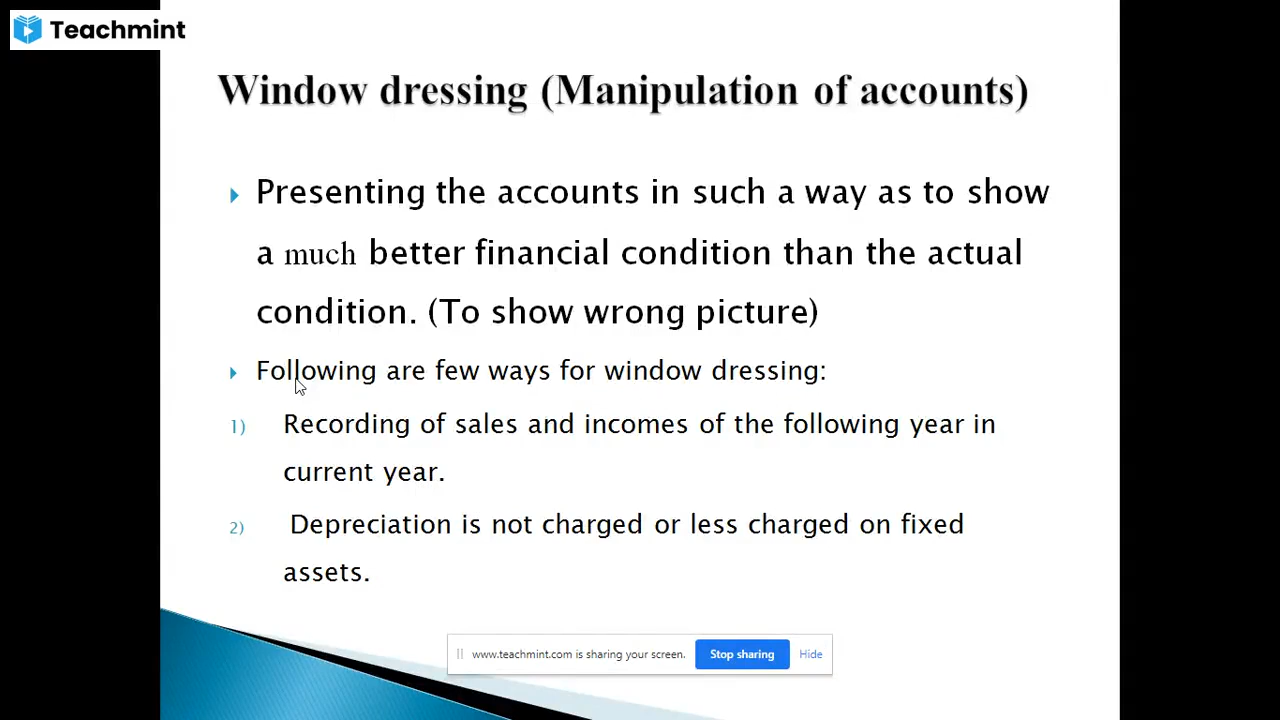 Teachmint
Window dressing (Manipulation of accounts)
Presenting the accounts in such a way as to show
a much better financial condition than the actual
condition. (To show wrong picture)
Following are few ways for window dressing:
1) Recording of sales and incomes of the following year in
current year.
2) Depreciation is not charged or less charged on fixed
assets.
www.teachmint.com is sharing your screen. Stop sharing Hide